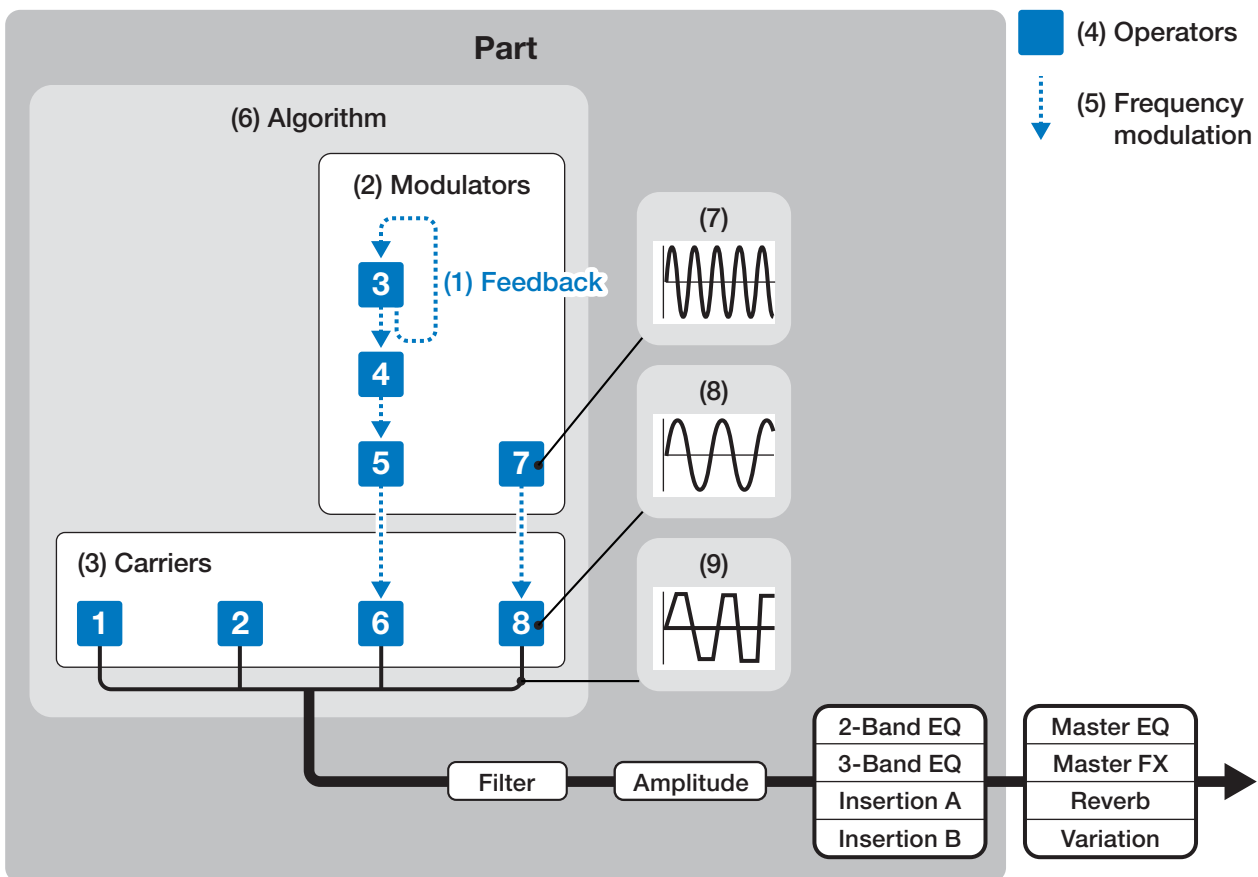 Part
(4) Operators
(5) Frequency
modulation
(6) Algorithm
(2) Modulators
3
(1) Feedback
4
5
7
(7)
(8)
(3) Carriers
1
2
6
8
(9)
Filter
Amplitude
2-Band EQ
3-Band EQ
Insertion A
Insertion B
Master EQ
Master FX
Reverb
Variation